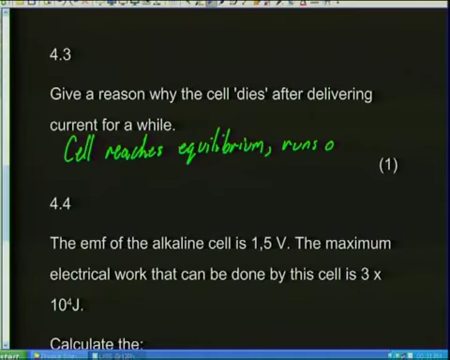 4.3
Give a reason why the cell 'dies' after delivering
current for a while.
Cell reaches equilibrium, runs o
(1)
4.4
The emf of the alkaline cell is 1,5 V. The maximum
electrical work that can be done by this cell is 3 x
10⁴J.
Calculate the:
start